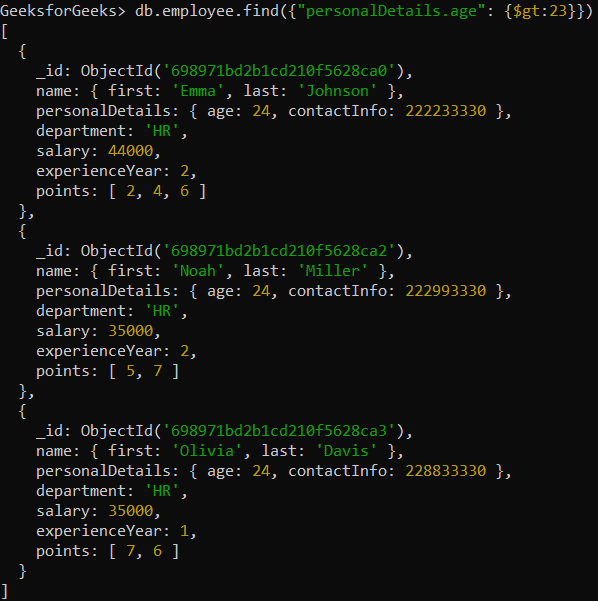 GeeksforGeeks> db.employee.find({"personalDetails.age": {$gt:23}})
[
  {
    _id: ObjectId('698971bd2b1cd210f5628ca0'),
    name: { first: 'Emma', last: 'Johnson' },
    personalDetails: { age: 24, contactInfo: 222233330 },
    department: 'HR',
    salary: 44000,
    experienceYear: 2,
    points: [ 2, 4, 6 ]
  },
  {
    _id: ObjectId('698971bd2b1cd210f5628ca2'),
    name: { first: 'Noah', last: 'Miller' },
    personalDetails: { age: 24, contactInfo: 222993330 },
    department: 'HR',
    salary: 35000,
    experienceYear: 2,
    points: [ 5, 7 ]
  },
  {
    _id: ObjectId('698971bd2b1cd210f5628ca3'),
    name: { first: 'Olivia', last: 'Davis' },
    personalDetails: { age: 24, contactInfo: 228833330 },
    department: 'HR',
    salary: 35000,
    experienceYear: 1,
    points: [ 7, 6 ]
  }
]